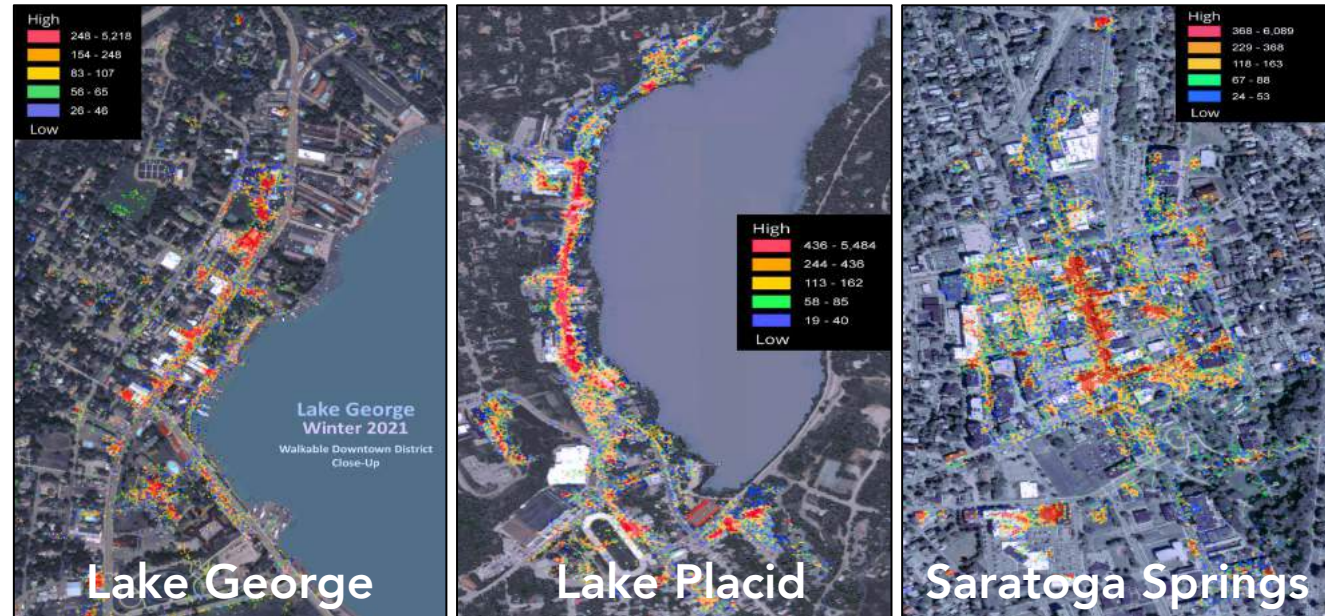 High
248 - 5,218
154 - 248
83 - 107
56 - 65
26 - 46
Low
Lake George
Winter 2021
Walkable Downtown District
Close-Up
Lake George
High
436 - 5,484
244 - 436
113 - 162
58 - 85
19 - 40
Low
Lake Placid
High
368 - 6,089
229 - 368
118 - 163
67 - 88
24 - 53
Low
Saratoga Springs